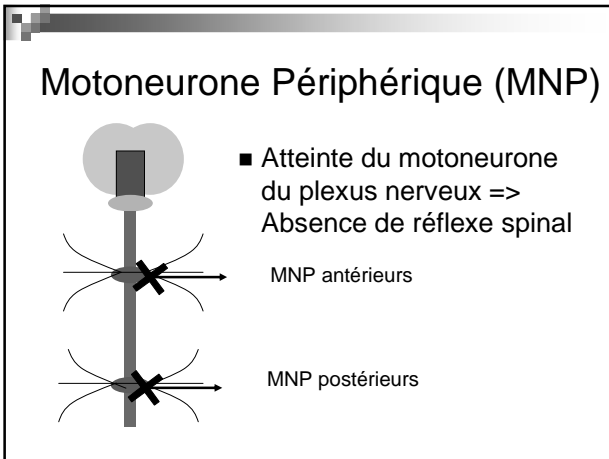 Motoneurone Périphérique (MNP)
■ Atteinte du motoneurone
du plexus nerveux =>
Absence de réflexe spinal
MNP antérieurs
MNP postérieurs